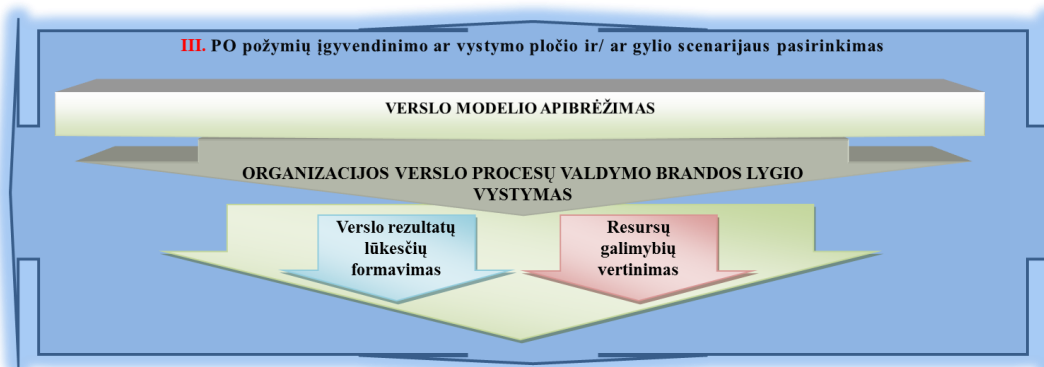 III. PO požymių įgyvendinimo ar vystymo pločio ir/ ar gylio scenarijaus pasirinkimas
VERSLO MODELIO APIBRĖŽIMAS
ORGANIZACIJOS VERSLO PROCESŲ VALDYMO BRANDOS LYGIO
VYSTYMAS
Verslo rezultatų
lūkesčių
formavimas
Resursų
galimybių
vertinimas